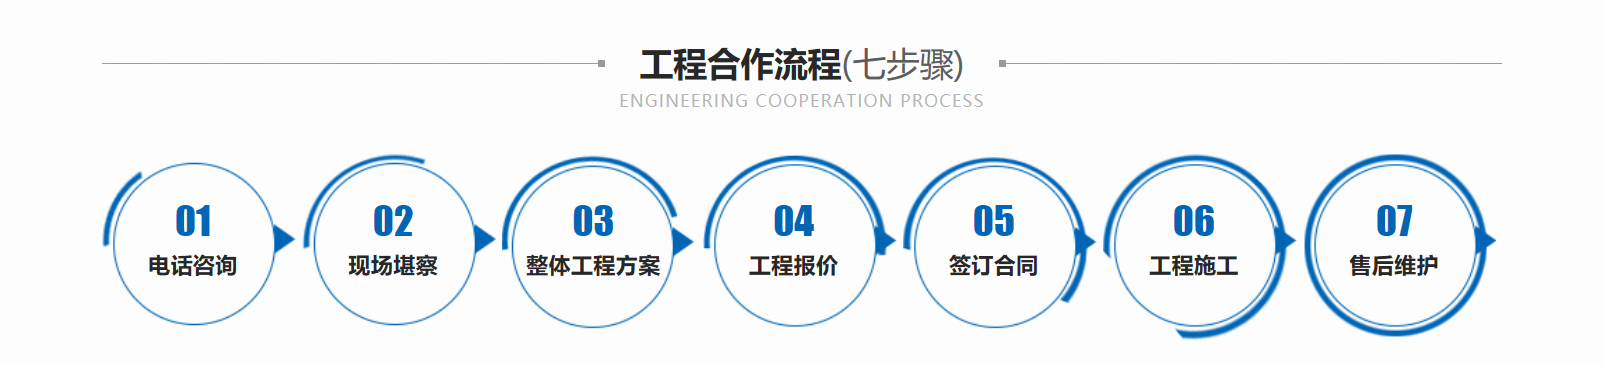 工程合作流程(七步骤)
ENGINEERING COOPERATION PROCESS
01
电话咨询
02
现场堪察
03
整体工程方案
04
工程报价
05
签订合同
06
工程施工
07
售后维护